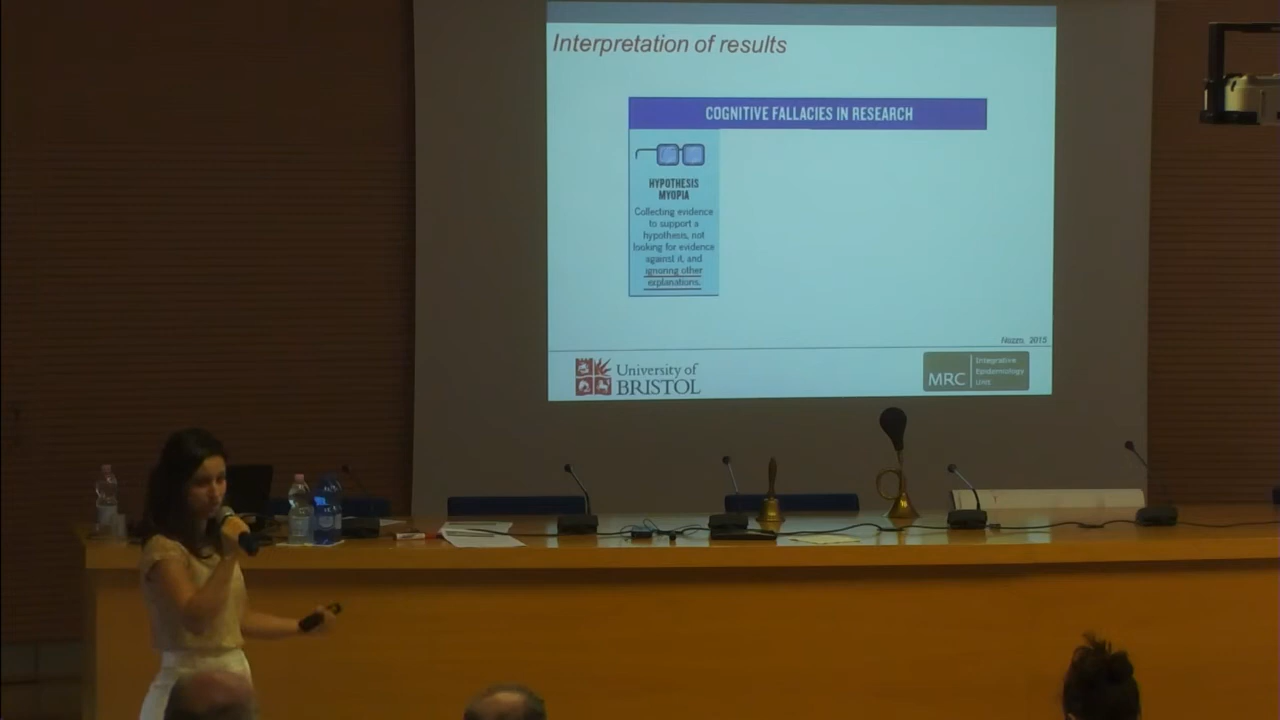 Interpretation of results
COGNITIVE FALLACIES IN RESEARCH
HYPOTHESIS
MYOPIA
Collecting evidence
to support a
hypothesis, not
looking for evidence
against it, and
ignoring other
explanations.
Nuzzo, 2015
University of
BRISTOL
MRC
Integrative
Epidemiology
Unit